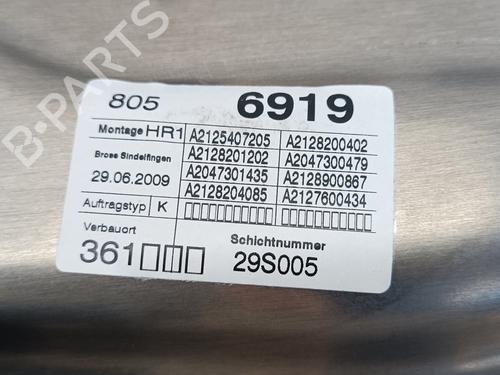 B-PARTS
805 6919
Montage HR1 A2125407205 A2128200402
A2128201202 A2047300479
Brose Sindelfingen
A2047301435 A2128900867
29.06.2009
A2128204085 A2127600434
Auftragstyp K
Verbauort
Schichtnummer
361
29S005